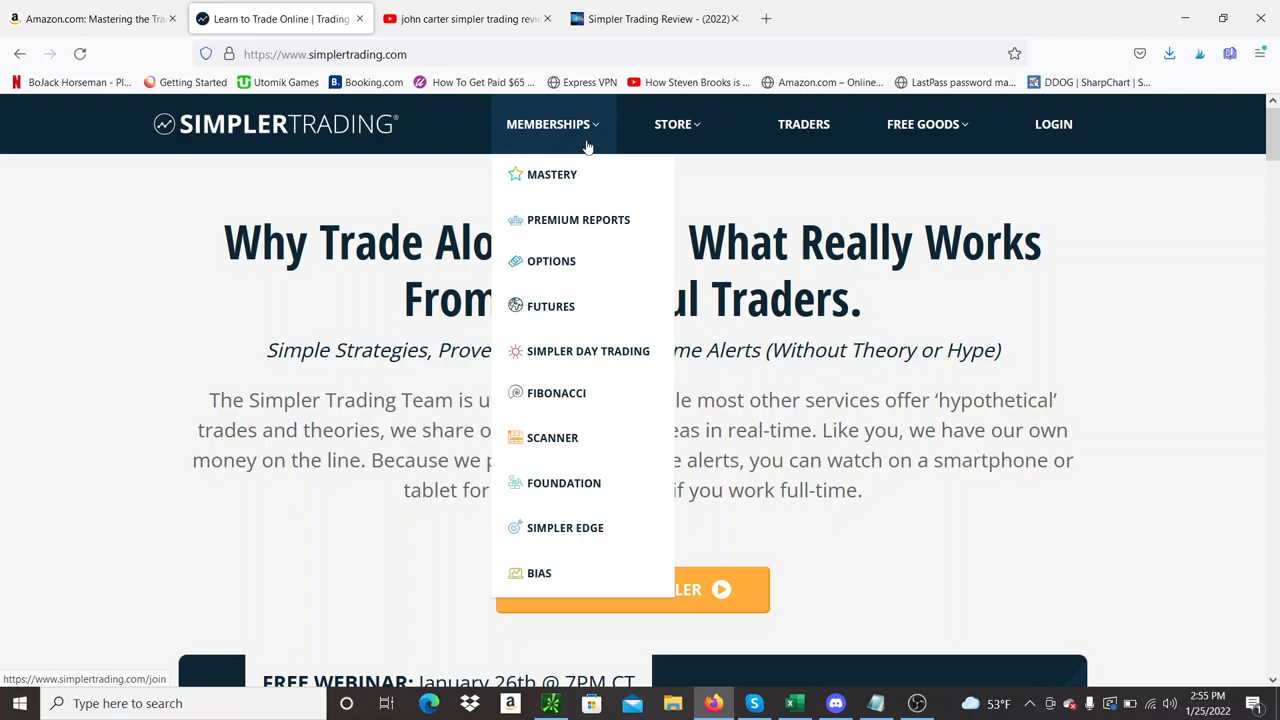 Amazon.com: Mastering the Tra
Learn to Trade Online | Trading
john carter simpler trading revie
Simpler Trading Review - (2022)
https://www.simplertrading.com
BoJack Horseman - Pl...
Getting Started
Utomik Games
Booking.com
How To Get Paid $65 ...
Express VPN
How Steven Brooks is ...
Amazon.com – Online...
LastPass password ma...
DDOG | SharpChart | S...
SIMPLERTRADING®
MEMBERSHIPS
STORE
TRADERS
FREE GOODS
LOGIN
MASTERY
PREMIUM REPORTS
OPTIONS
FUTURES
SIMPLER DAY TRADING
FIBONACCI
SCANNER
FOUNDATION
SIMPLER EDGE
BIAS
Why Trade Alo What Really Works
From ul Traders.
Simple Strategies, Prove me Alerts (Without Theory or Hype)
The Simpler Trading Team is u le most other services offer ‘hypothetical’
trades and theories, we share o eas in real-time. Like you, we have our own
money on the line. Because we p e alerts, you can watch on a smartphone or
tablet for if you work full-time.
LER
FREE WEBINAR: January 26th @ 7PM CT
https://www.simplertrading.com/join
Type here to search
53°F
2:55 PM
1/25/2022